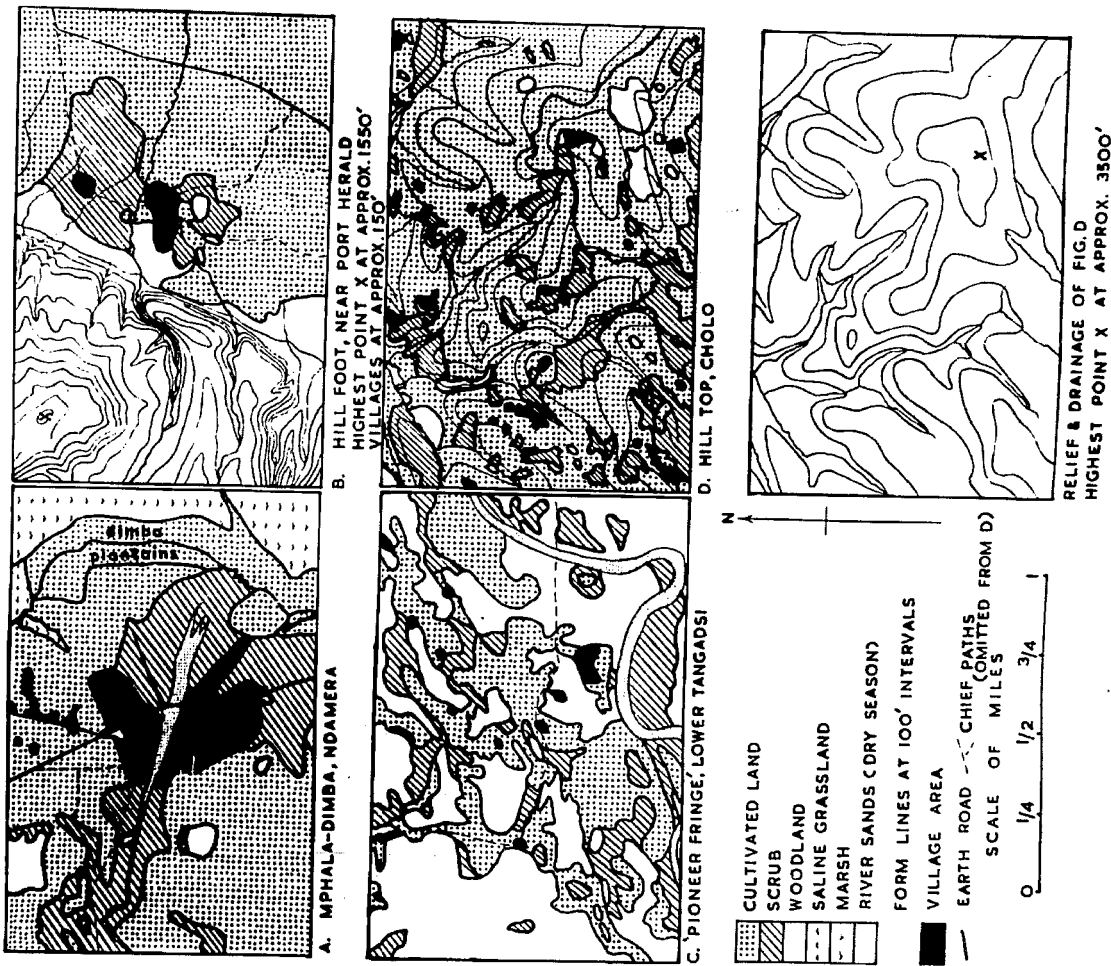 dimba
plantains
A. MPHALA-DIMBA, NDAMERA
B. HILL FOOT, NEAR PORT HERALD
HIGHEST POINT X AT APPROX. 1550'
VILLAGES AT APPROX. 150'
C. 'PIONEER FRINGE', LOWER TANGADSI
D. HILL TOP, CHOLO
CULTIVATED LAND
SCRUB
WOODLAND
SALINE GRASSLAND
MARSH
RIVER SANDS (DRY SEASON)
FORM LINES AT 100' INTERVALS
VILLAGE AREA
EARTH ROAD CHIEF PATHS
(OMITTED FROM D)
SCALE OF MILES
0 1/4 1/2 3/4 1
N
X
RELIEF & DRAINAGE OF FIG. D
HIGHEST POINT X AT APPROX. 3500'